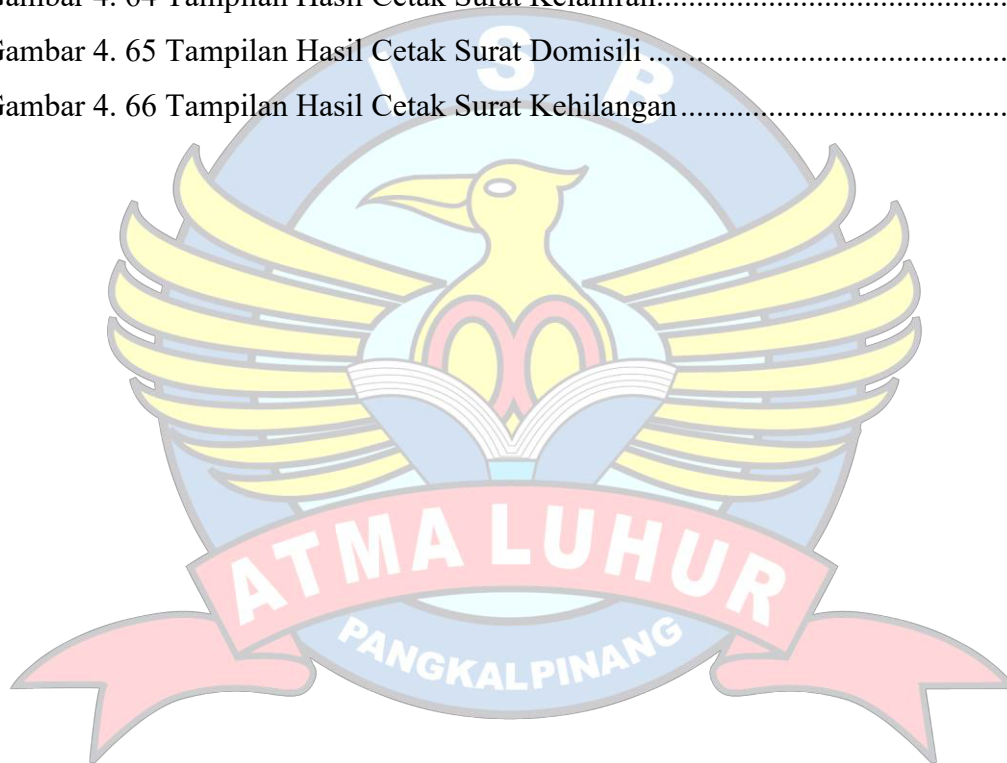 Gambar 4. 64 Tampilan Hasil Cetak Surat Kelahiran....................................
Gambar 4. 65 Tampilan Hasil Cetak Surat Domisili ....................................
Gambar 4. 66 Tampilan Hasil Cetak Surat Kehilangan....................................
I S B
ATMA LUHUR
PANGKALPINANG